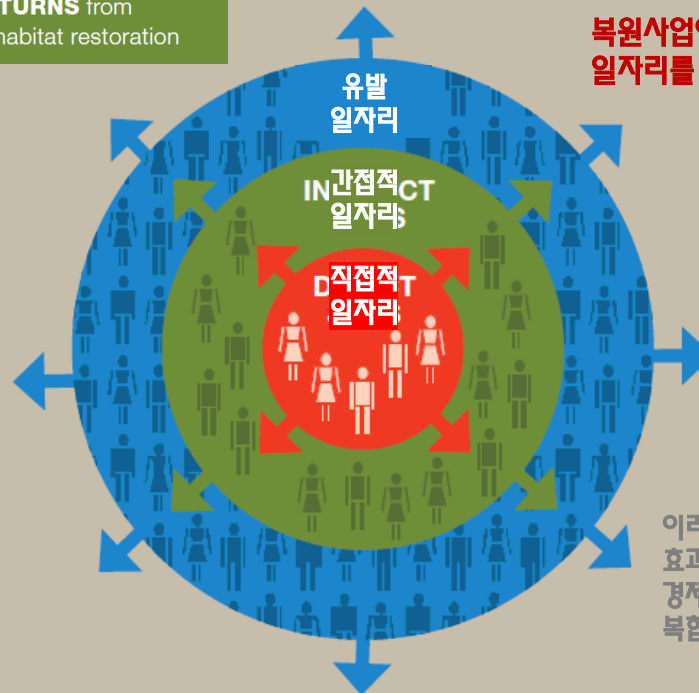 TURNS from
habitat restoration
복원사업
일자리를
유발
일자리
IN간접적CT
일자리S
D직접적T
일자리S
이러
효과
경제
복합